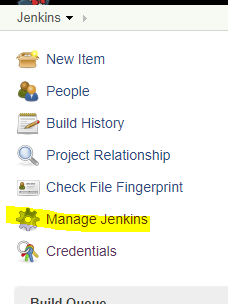 Jenkins
New Item
People
Build History
Project Relationship
Check File Fingerprint
Manage Jenkins
Credentials
Build Queue